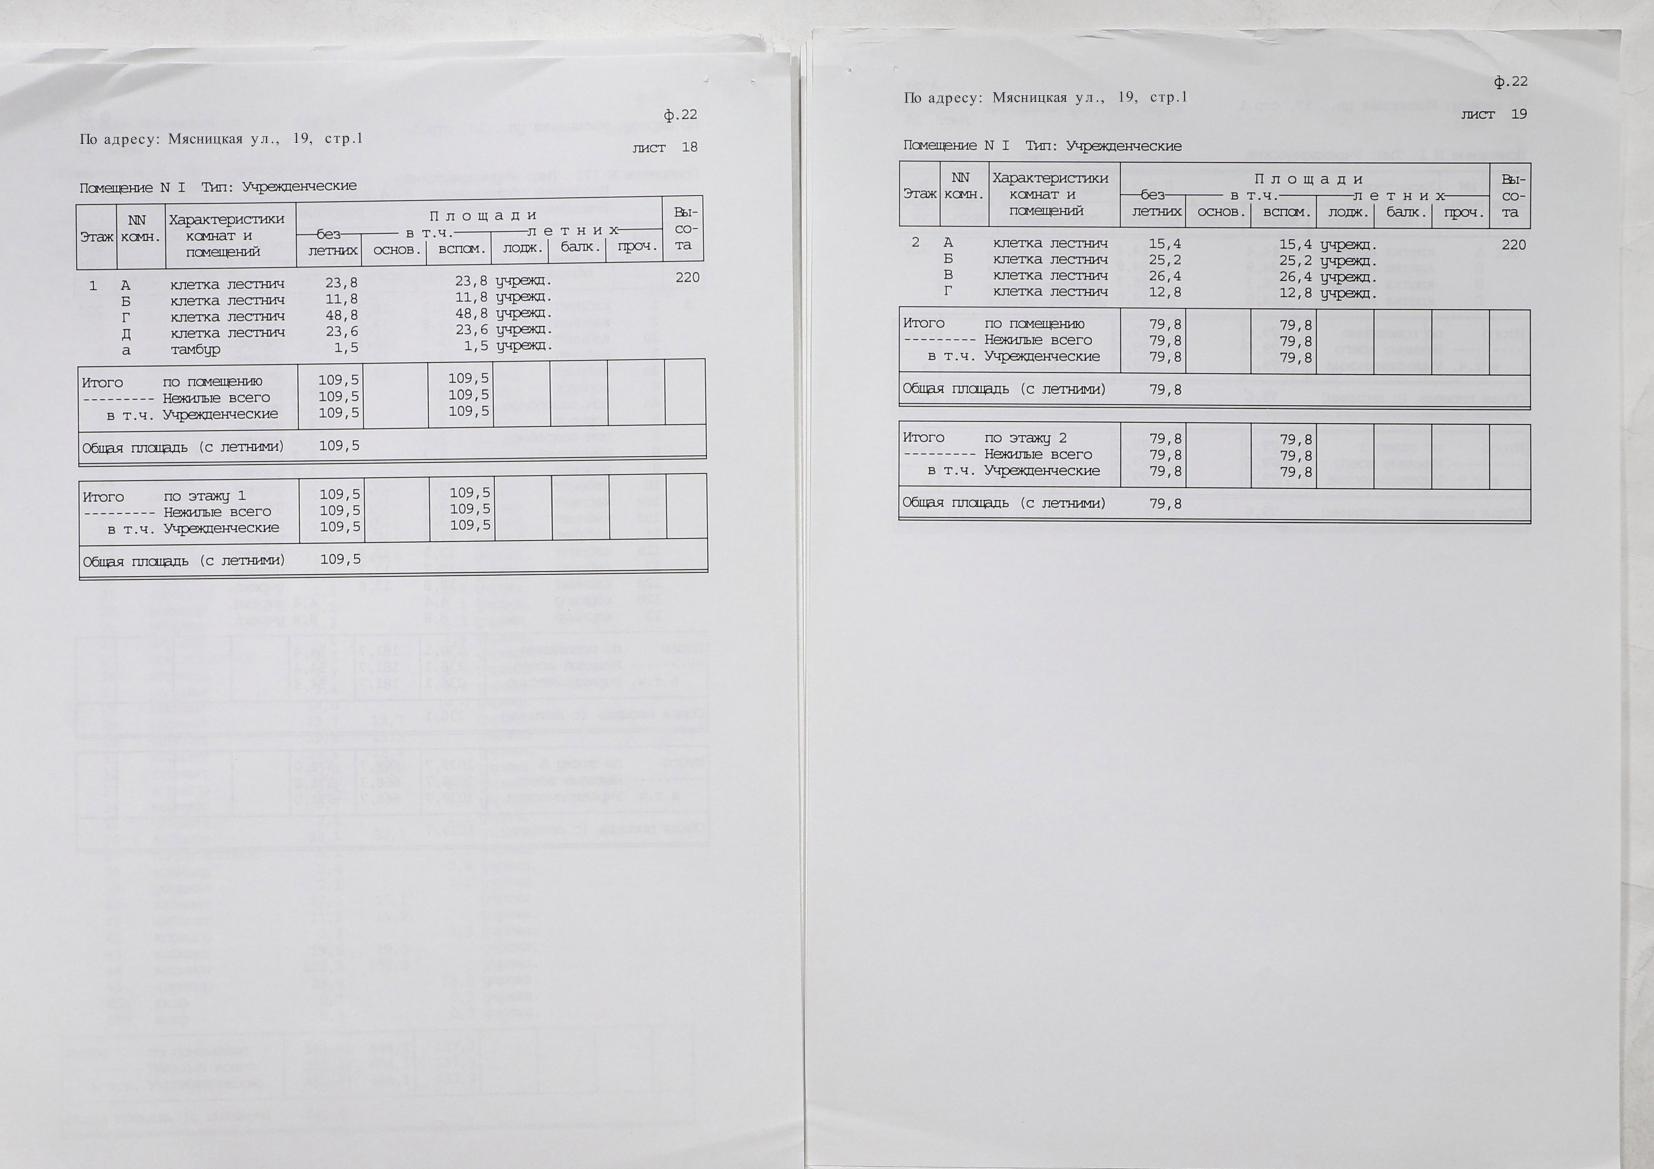 ф.22
По адресу: Мясницкая ул., 19, стр.1
лист 18
Помещение N I Тип: Учрежденческие
Этаж NN комн. Характеристики комнат и помещений Площади без летних в т.ч. основ. вспом. летних лодж. балк. проч. Вы-со-та
1 А клетка лестнич 23,8 23,8 учрежд. 220
Б клетка лестнич 11,8 11,8 учрежд.
Г клетка лестнич 48,8 48,8 учрежд.
Д клетка лестнич 23,6 23,6 учрежд.
а тамбур 1,5 1,5 учрежд.
Итого по помещению 109,5 109,5
--------- Нежилые всего 109,5 109,5
в т.ч. Учрежденческие 109,5 109,5
Общая площадь (с летними) 109,5
Итого по этажу 1 109,5 109,5
--------- Нежилые всего 109,5 109,5
в т.ч. Учрежденческие 109,5 109,5
Общая площадь (с летними) 109,5
ф.22
По адресу: Мясницкая ул., 19, стр.1
лист 19
Помещение N I Тип: Учрежденческие
Этаж NN комн. Характеристики комнат и помещений Площади без летних в т.ч. основ. вспом. летних лодж. балк. проч. Вы-со-та
2 А клетка лестнич 15,4 15,4 учрежд. 220
Б клетка лестнич 25,2 25,2 учрежд.
В клетка лестнич 26,4 26,4 учрежд.
Г клетка лестнич 12,8 12,8 учрежд.
Итого по помещению 79,8 79,8
--------- Нежилые всего 79,8 79,8
в т.ч. Учрежденческие 79,8 79,8
Общая площадь (с летними) 79,8
Итого по этажу 2 79,8 79,8
--------- Нежилые всего 79,8 79,8
в т.ч. Учрежденческие 79,8 79,8
Общая площадь (с летними) 79,8